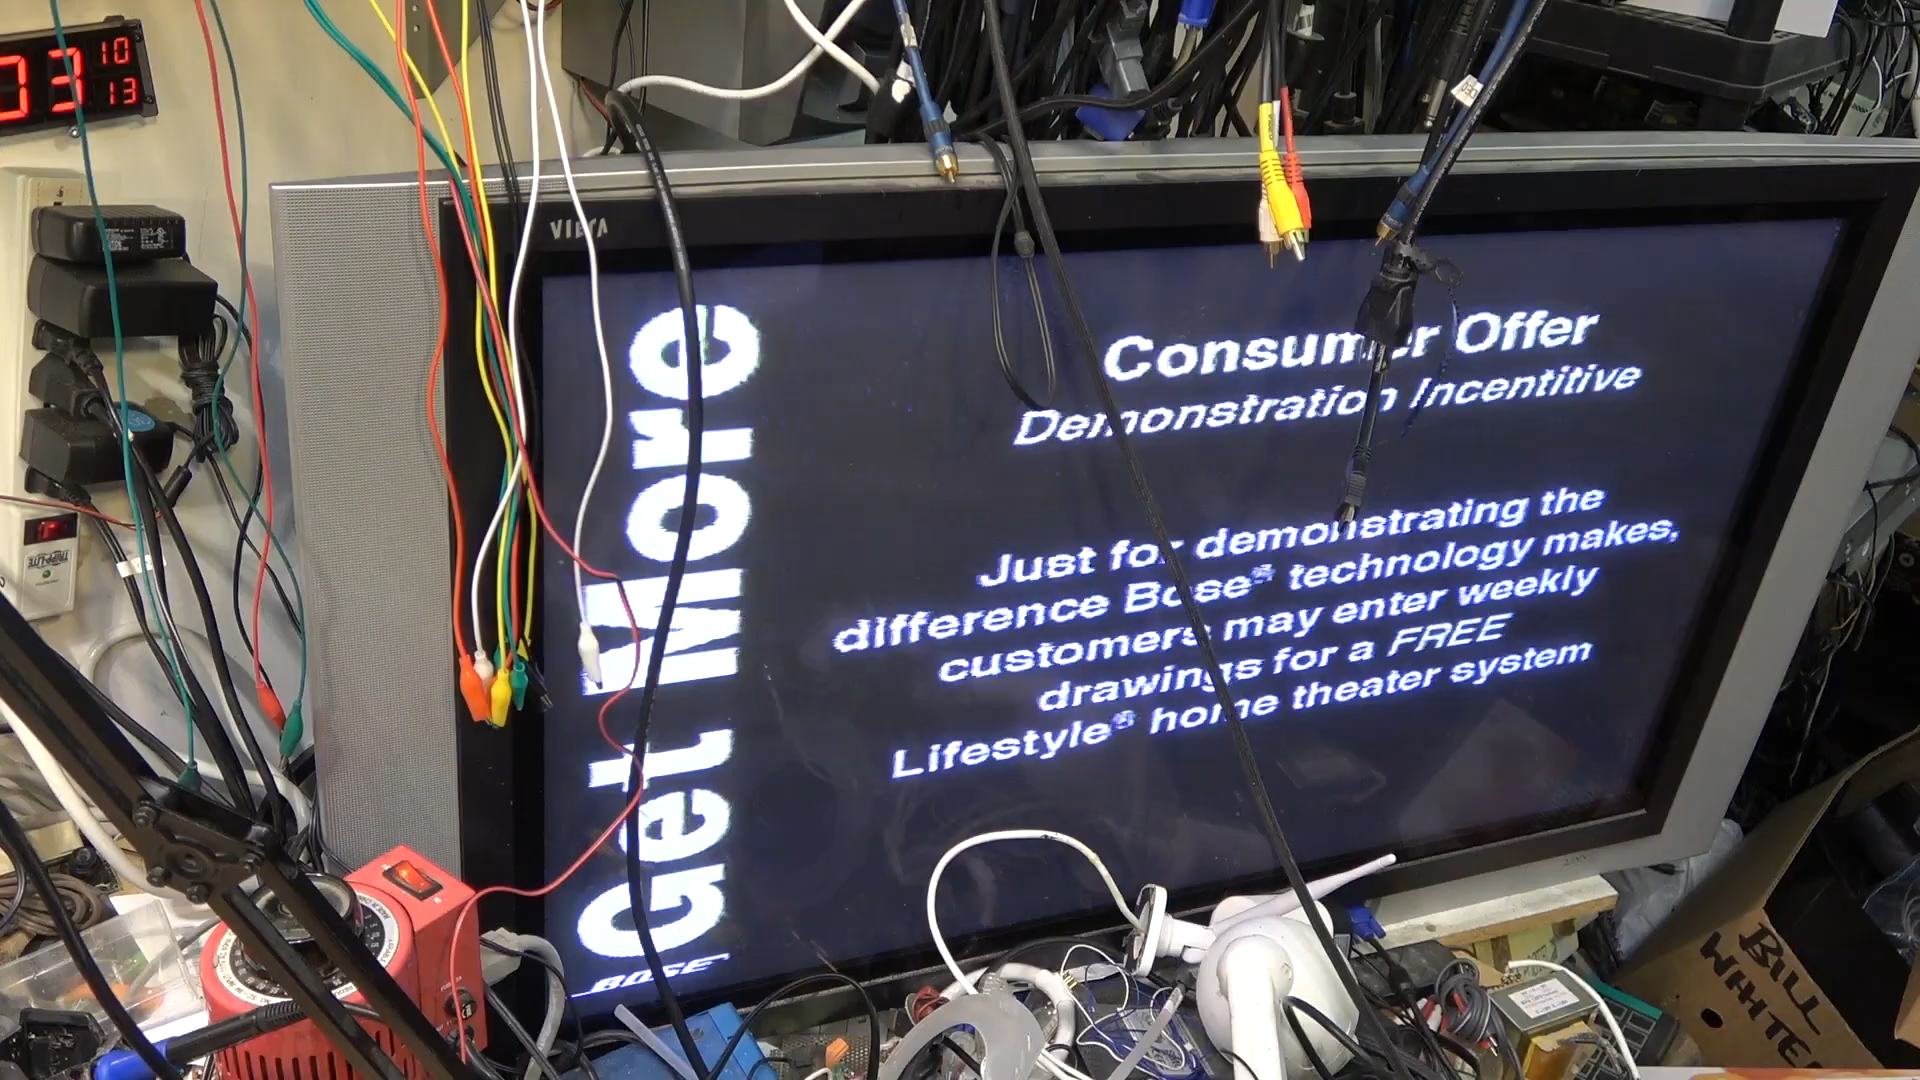 03 10
13
VIERA
Get More
BOSE
Consumer Offer
Demonstration Incentitive
Just for demonstrating the
difference Bose® technology makes,
customers may enter weekly
drawings for a FREE
Lifestyle® home theater system
TRIPP-LITE
BILL
WHITE